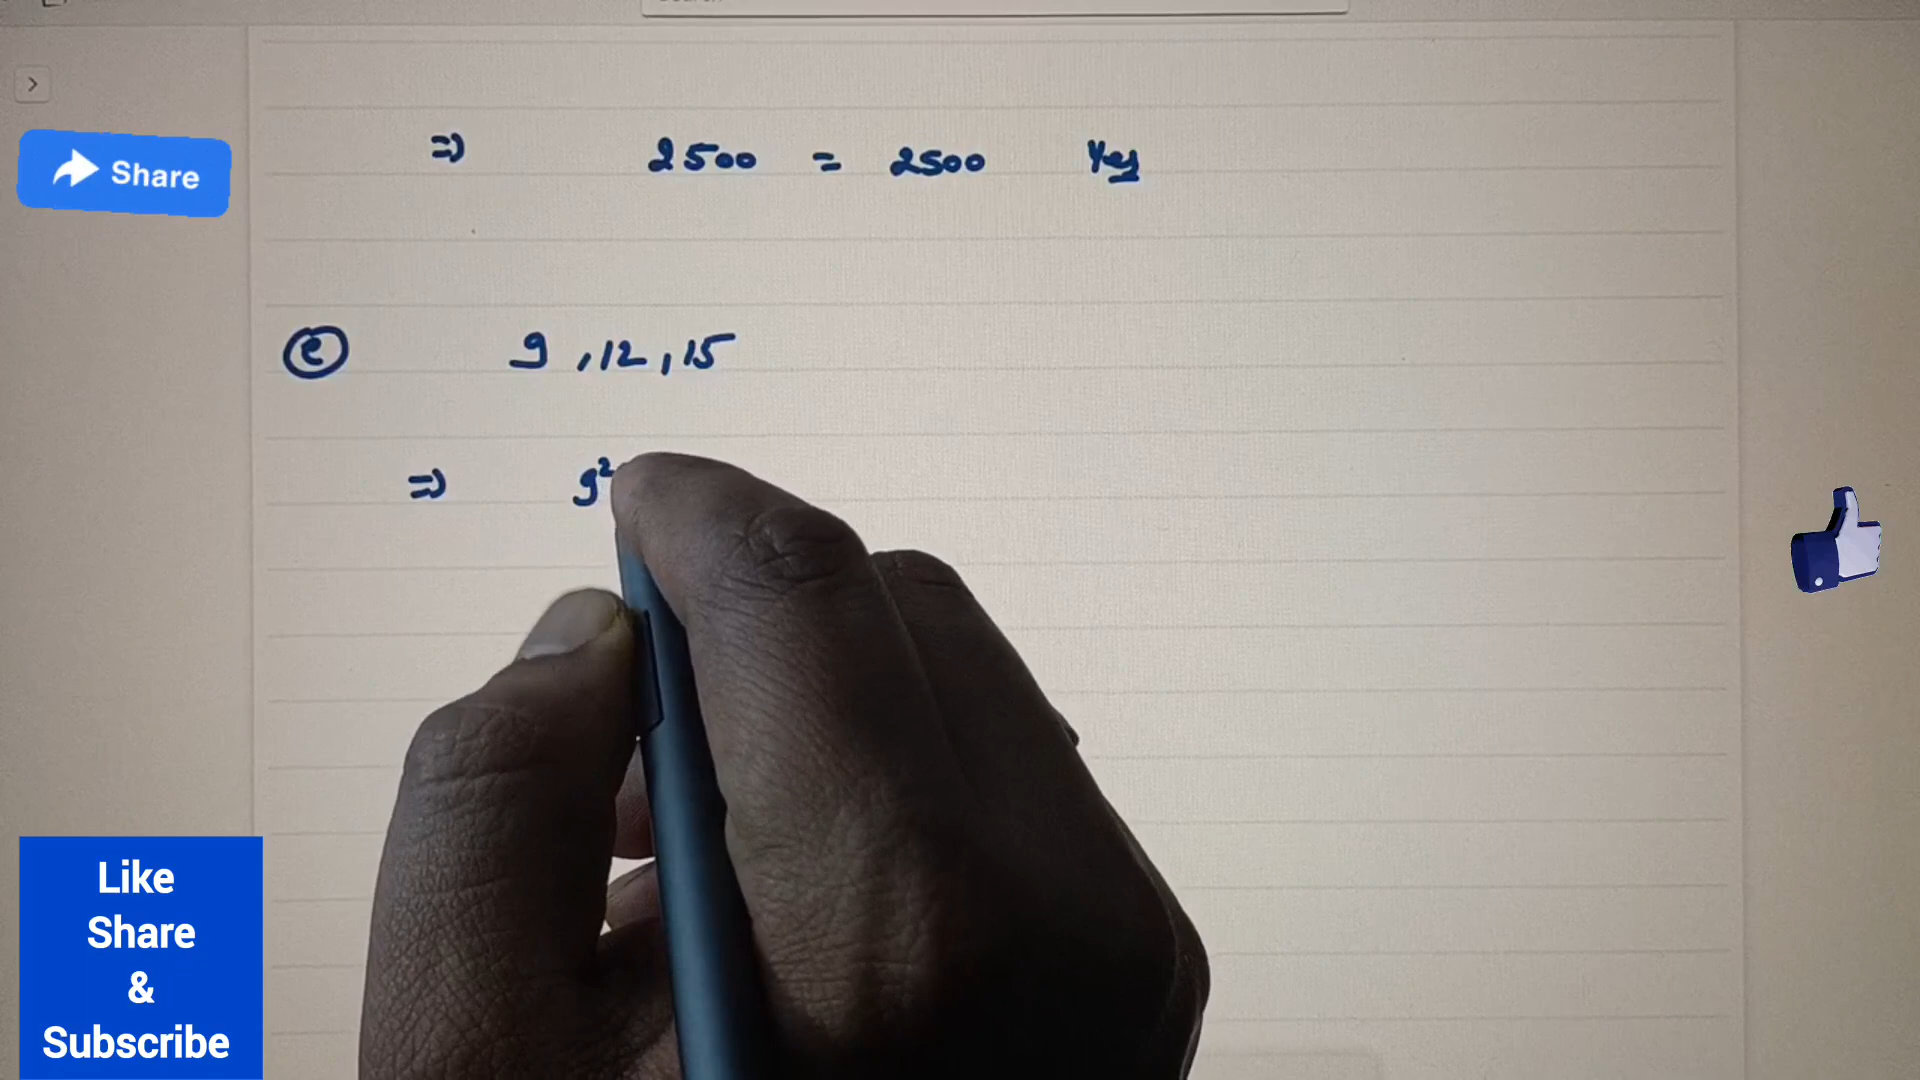 Share
=> 2500 = 2500 Yes
e 9, 12, 15
=> 9²
Like
Share
&
Subscribe